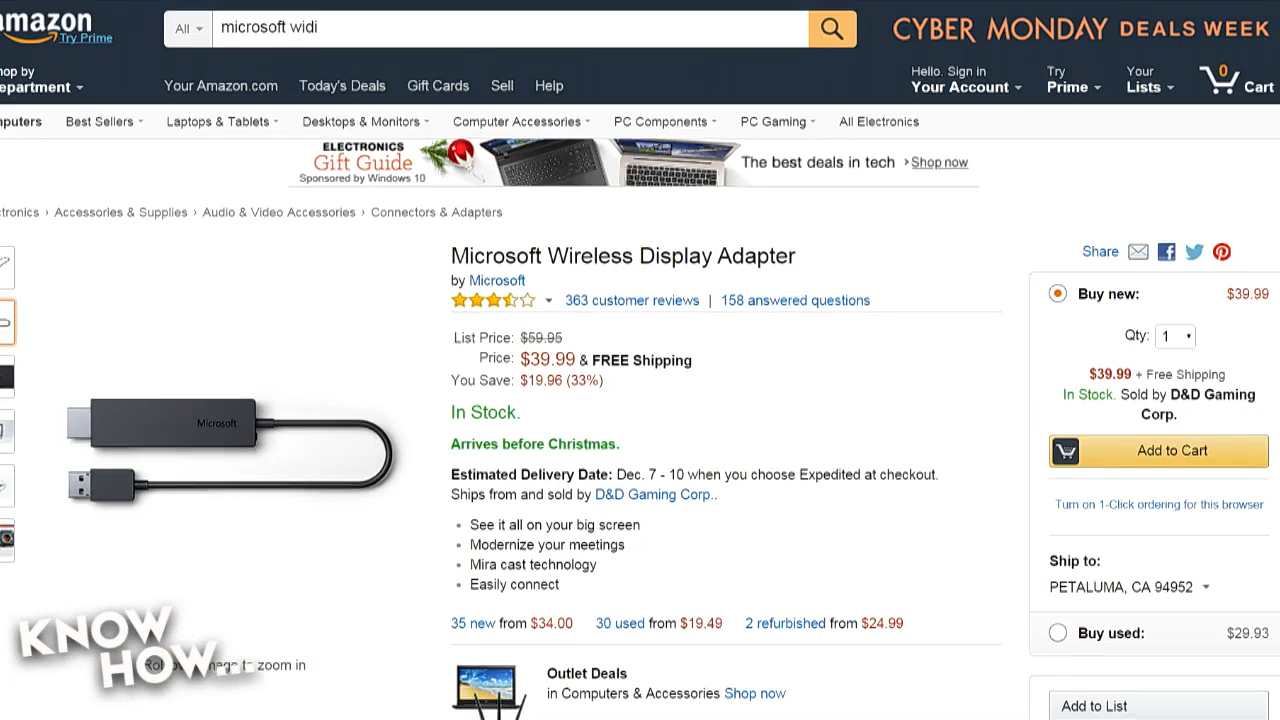 amazon
Try Prime
All
microsoft widi
CYBER MONDAY DEALS WEEK
hop by
epartment
Your Amazon.com
Today's Deals
Gift Cards
Sell
Help
Hello. Sign in
Your Account
Try
Prime
Your
Lists
0
Cart
mputers
Best Sellers
Laptops & Tablets
Desktops & Monitors
Computer Accessories
PC Components
PC Gaming
All Electronics
ELECTRONICS
Gift Guide
Sponsored by Windows 10
The best deals in tech
Shop now
ctronics › Accessories & Supplies › Audio & Video Accessories › Connectors & Adapters
Microsoft Wireless Display Adapter
by Microsoft
363 customer reviews | 158 answered questions
List Price: $59.95
Price: $39.99 & FREE Shipping
You Save: $19.96 (33%)
In Stock.
Arrives before Christmas.
Estimated Delivery Date: Dec. 7 - 10 when you choose Expedited at checkout.
Ships from and sold by D&D Gaming Corp..
• See it all on your big screen
• Modernize your meetings
• Mira cast technology
• Easily connect
35 new from $34.00
30 used from $19.49
2 refurbished from $24.99
Outlet Deals
in Computers & Accessories Shop now
Microsoft
KNOW
HOW...
zoom in
Share
Buy new:
$39.99
Qty: 1
$39.99 + Free Shipping
In Stock. Sold by D&D Gaming
Corp.
Add to Cart
Turn on 1-Click ordering for this browser
Ship to:
PETALUMA, CA 94952
Buy used:
$29.93
Add to List